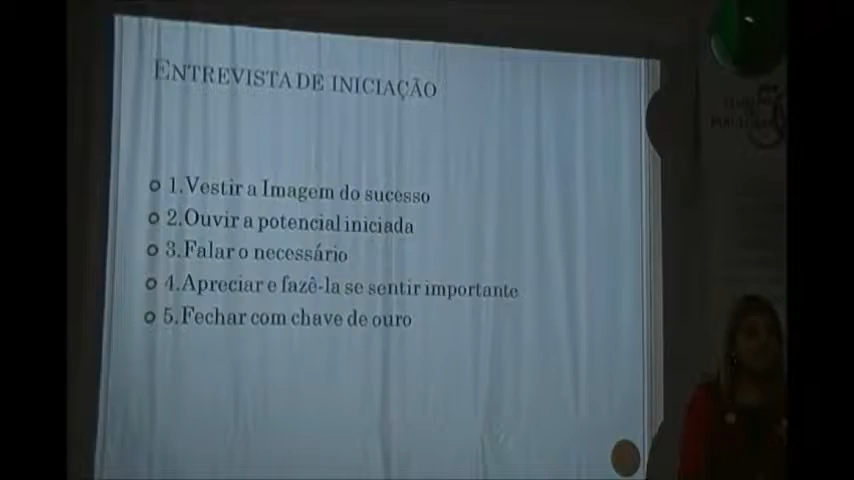 ENTREVISTA DE INICIAÇÃO
1.Vestir a Imagem do sucesso
2.Ouvir a potencial iniciada
3.Falar o necessário
4.Apreciar e fazê-la se sentir importante
5.Fechar com chave de ouro